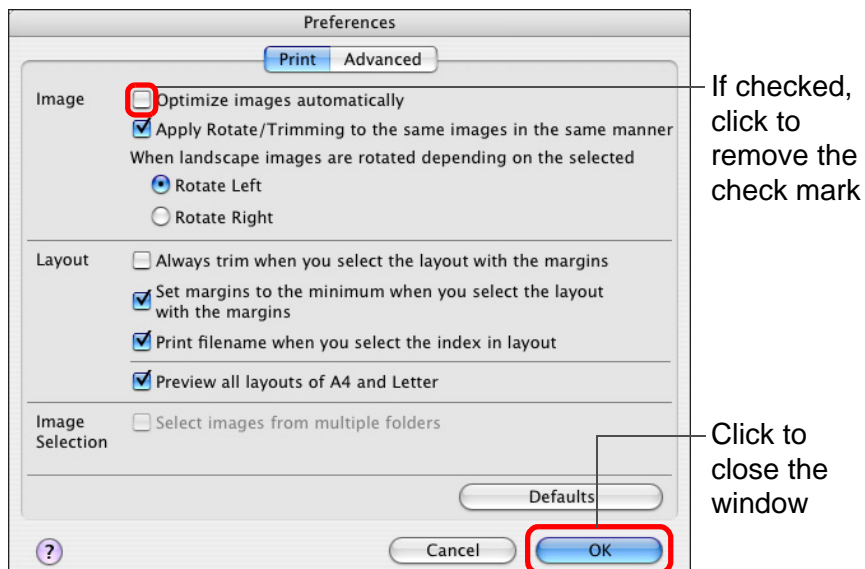 Preferences
Print Advanced
Image
Optimize images automatically
Apply Rotate/Trimming to the same images in the same manner
When landscape images are rotated depending on the selected
Rotate Left
Rotate Right
If checked,
click to
remove the
check mark
Layout
Always trim when you select the layout with the margins
Set margins to the minimum when you select the layout
with the margins
Print filename when you select the index in layout
Preview all layouts of A4 and Letter
Image
Selection
Select images from multiple folders
Click to
close the
window
Defaults
?
Cancel
OK